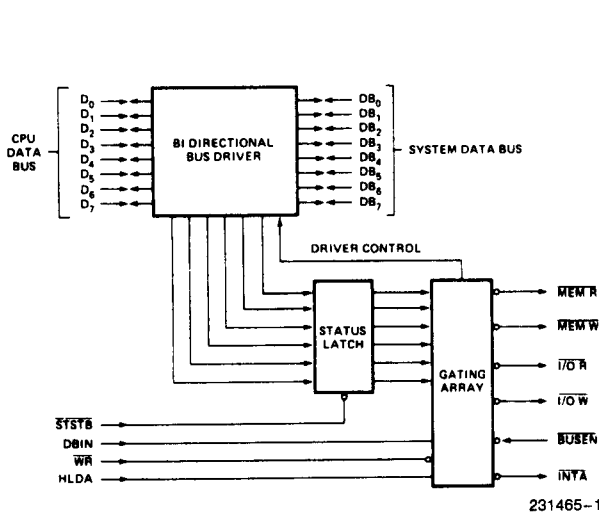 D0
D1
D2
D3
D4
D5
D6
D7
CPU
DATA
BUS
BI DIRECTIONAL
BUS DRIVER
DB0
DB1
DB2
DB3
DB4
DB5
DB6
DB7
SYSTEM DATA BUS
DRIVER CONTROL
STATUS
LATCH
GATING
ARRAY
MEM R
MEM W
I/O R
I/O W
BUSEN
INTA
STSTB
DBIN
WR
HLDA
231465-1